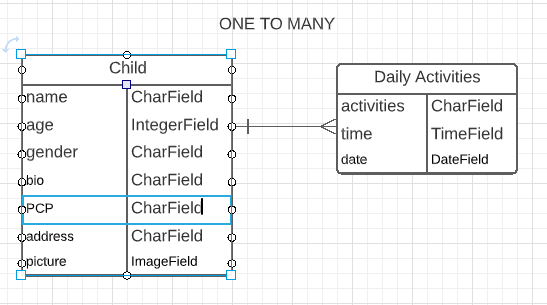 ONE TO MANY
Child
name CharField
age IntegerField
gender CharField
bio CharField
PCP CharField
address CharField
picture ImageField
Daily Activities
activities CharField
time TimeField
date DateField